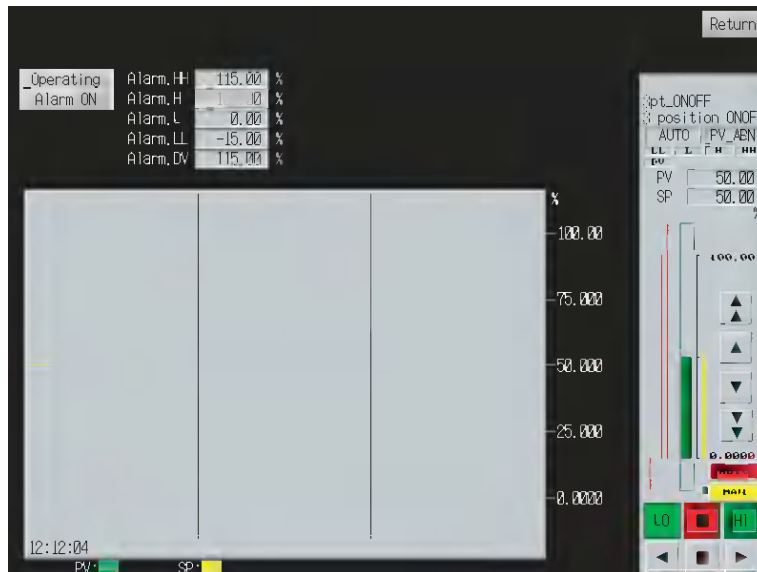 Return
Operating
Alarm ON
Alarm.HH 115.00 %
Alarm.H %
Alarm.L 0.00 %
Alarm.LL -15.00 %
Alarm.DV 115.00 %
pt_ONOFF
position ONOF
AUTO PV_ABN
LL L H HH
DV
PV 50.00
SP 50.00
%
%
100.00
75.000
50.000
25.000
0.0000
100.00
0.0000
MAN
LO HI
12:12:04
PV: SP: